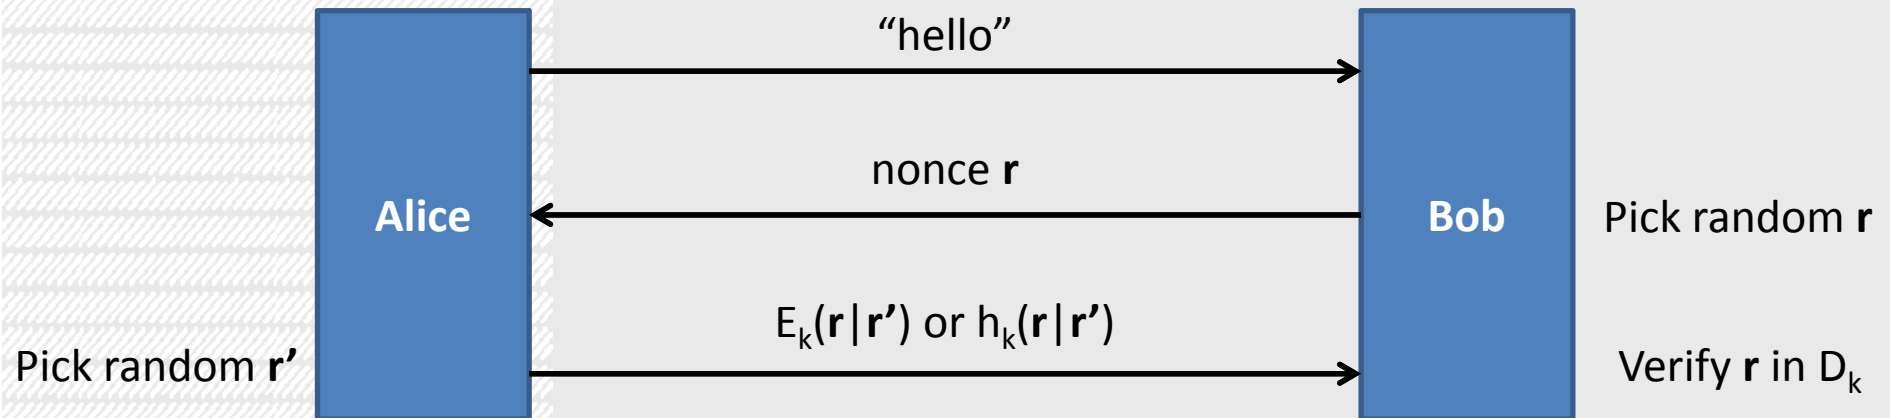 “hello”
nonce r
Alice
Bob
Pick random r
Eₖ(r|r’) or hₖ(r|r’)
Pick random r’
Verify r in Dₖ